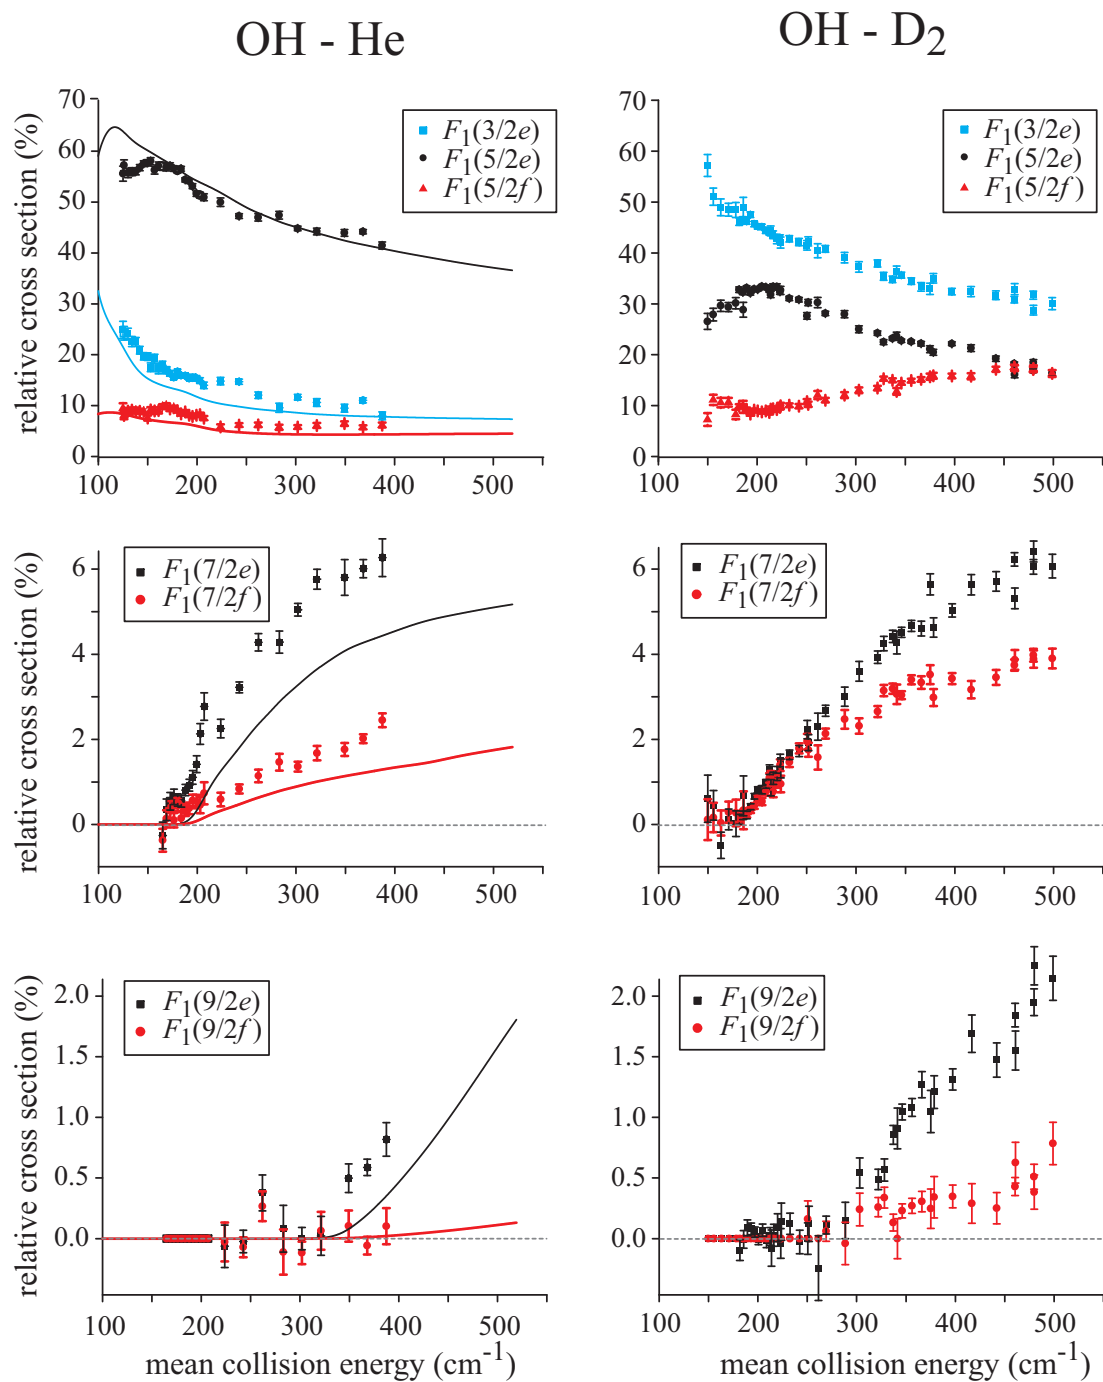 OH - He
OH - D2
relative cross section (%)
70
60
50
40
30
20
10
0
100 200 300 400 500
F1(3/2e)
F1(5/2e)
F1(5/2f)
70
60
50
40
30
20
10
0
100 200 300 400 500
F1(3/2e)
F1(5/2e)
F1(5/2f)
relative cross section (%)
6
4
2
0
100 200 300 400 500
F1(7/2e)
F1(7/2f)
6
4
2
0
100 200 300 400 500
F1(7/2e)
F1(7/2f)
relative cross section (%)
2.0
1.5
1.0
0.5
0.0
100 200 300 400 500
mean collision energy (cm-1)
F1(9/2e)
F1(9/2f)
2.0
1.5
1.0
0.5
0.0
100 200 300 400 500
mean collision energy (cm-1)
F1(9/2e)
F1(9/2f)